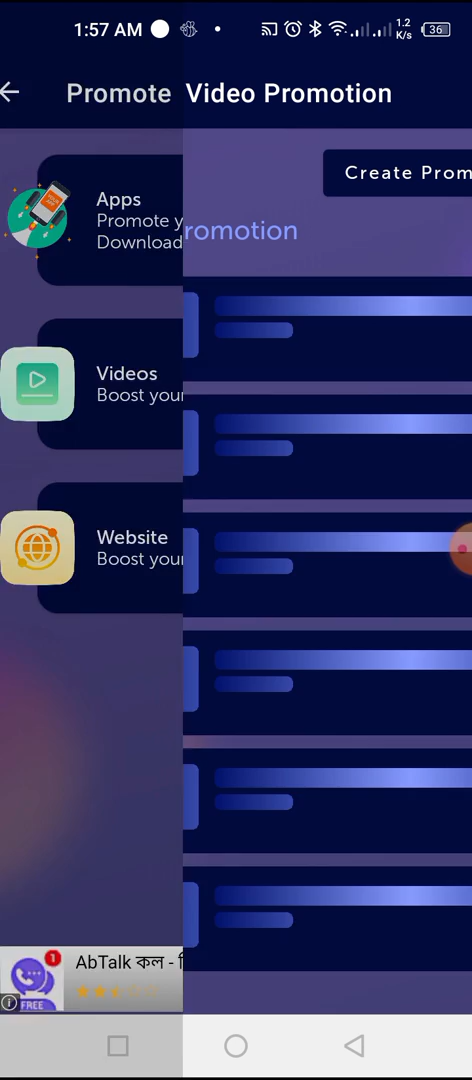 1:57 AM
1.2
K/s
36
Promote
Video Promotion
Create Prom
romotion
Apps
Promote y
Download
Videos
Boost your
Website
Boost your
1
AbTalk কল - ি
FREE